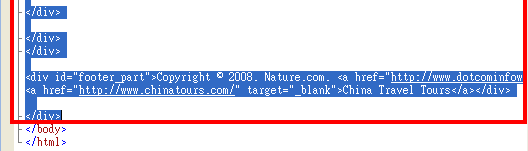 </div>
</div>
</div>
<div id="footer_part">Copyright © 2008. Nature.com. <a href="http://www.dotcominfow
<a href="http://www.chinatours.com/" target="_blank">China Travel Tours</a></div>
</div>
</body>
</html>